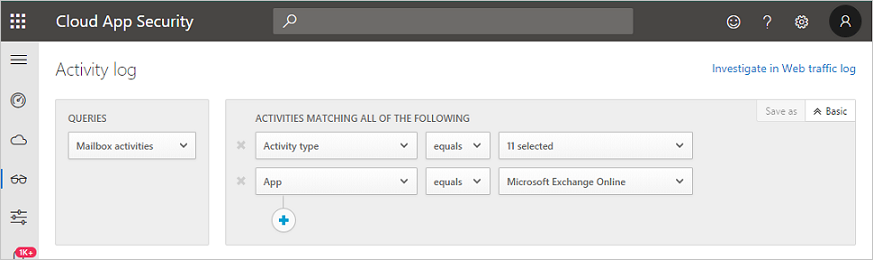 Cloud App Security
?
Activity log
Investigate in Web traffic log
QUERIES
Mailbox activities
ACTIVITIES MATCHING ALL OF THE FOLLOWING
Save as
Basic
Activity type equals 11 selected
App equals Microsoft Exchange Online
1K+